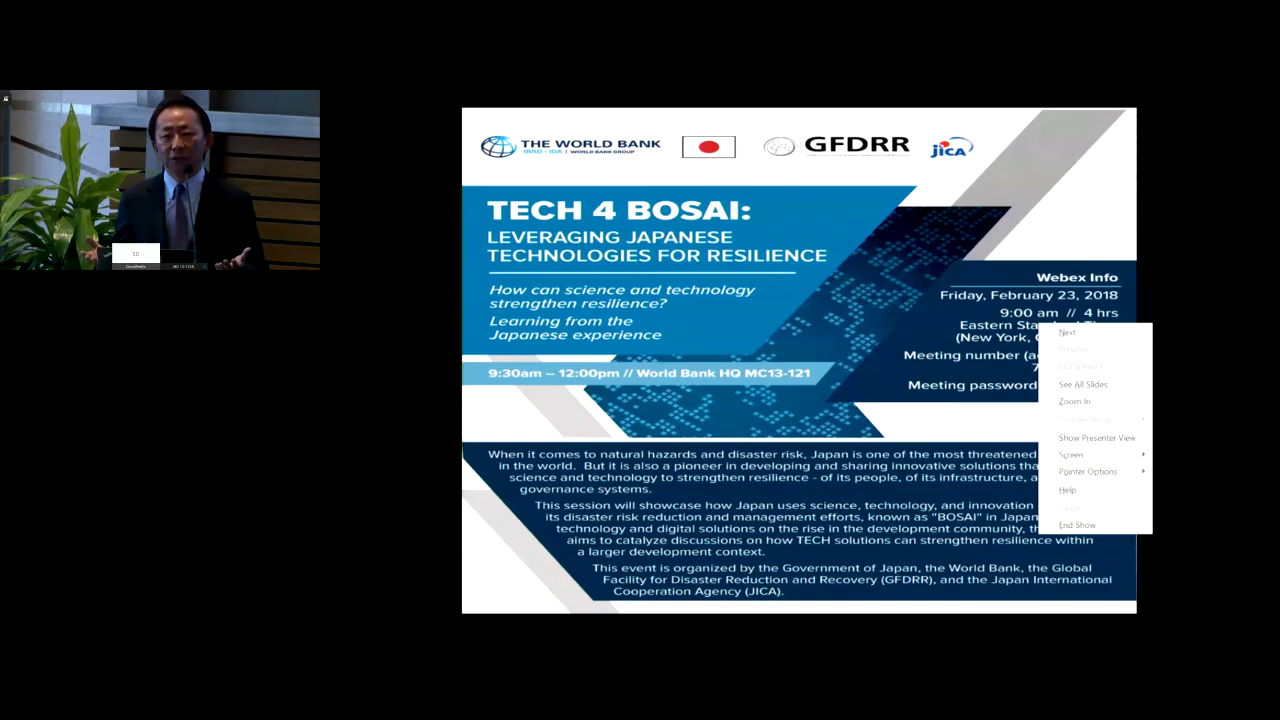 THE WORLD BANK
IBRD • IDA | WORLD BANK GROUP
GFDRR
jICA
TECH 4 BOSAI:
LEVERAGING JAPANESE
TECHNOLOGIES FOR RESILIENCE
How can science and technology
strengthen resilience?
Learning from the
Japanese experience
9:30am – 12:00pm // World Bank HQ MC13-121
Webex Info
Friday, February 23, 2018
9:00 am // 4 hrs
Eastern
(New York,
Meeting number
Meeting password
Next
Previous
See All Slides
Zoom In
Custom Show
Show Presenter View
Screen
Pointer Options
Help
End Show
When it comes to natural hazards and disaster risk, Japan is one of the most threatened
in the world. But it is also a pioneer in developing and sharing innovative solutions
science and technology to strengthen resilience - of its people, of its infrastructure,
governance systems.
This session will showcase how Japan uses science, technology, and innovation
its disaster risk reduction and management efforts, known as "BOSAI" in Japan
technology and digital solutions on the rise in the development community,
aims to catalyze discussions on how TECH solutions can strengthen resilience within
a larger development context.
This event is organized by the Government of Japan, the World Bank, the Global
Facility for Disaster Reduction and Recovery (GFDRR), and the Japan International
Cooperation Agency (JICA).
SD
MC 13-121A